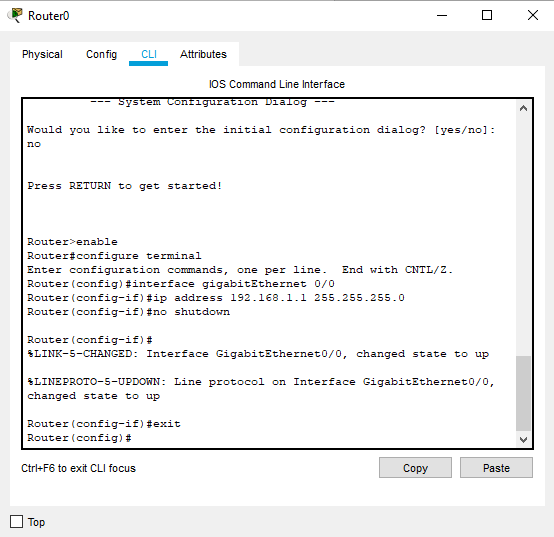 Router0
Physical Config CLI Attributes
IOS Command Line Interface
--- System Configuration Dialog ---
Would you like to enter the initial configuration dialog? [yes/no]:
no
Press RETURN to get started!
Router>enable
Router#configure terminal
Enter configuration commands, one per line.  End with CNTL/Z.
Router(config)#interface gigabitEthernet 0/0
Router(config-if)#ip address 192.168.1.1 255.255.255.0
Router(config-if)#no shutdown
Router(config-if)#
%LINK-5-CHANGED: Interface GigabitEthernet0/0, changed state to up
%LINEPROTO-5-UPDOWN: Line protocol on Interface GigabitEthernet0/0,
changed state to up
Router(config-if)#exit
Router(config)#
Ctrl+F6 to exit CLI focus
Copy Paste
Top